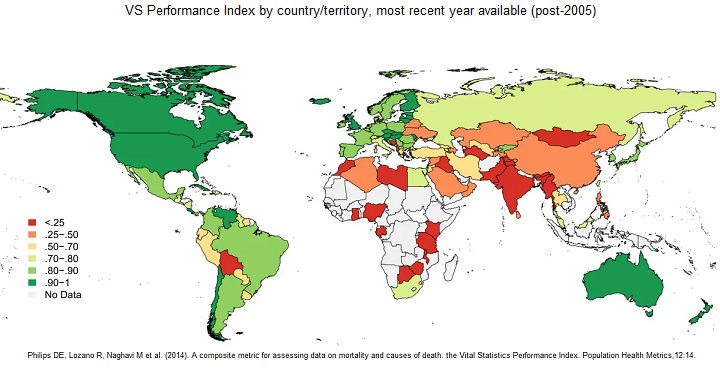 VS Performance Index by country/territory, most recent year available (post-2005)
<.25
.25-.50
.50-.70
.70-.80
.80-.90
.90-1
No Data
Philips DE, Lozano R, Naghavi M et al. (2014). A composite metric for assessing data on mortality and causes of death: the Vital Statistics Performance Index. Population Health Metrics,12:14.